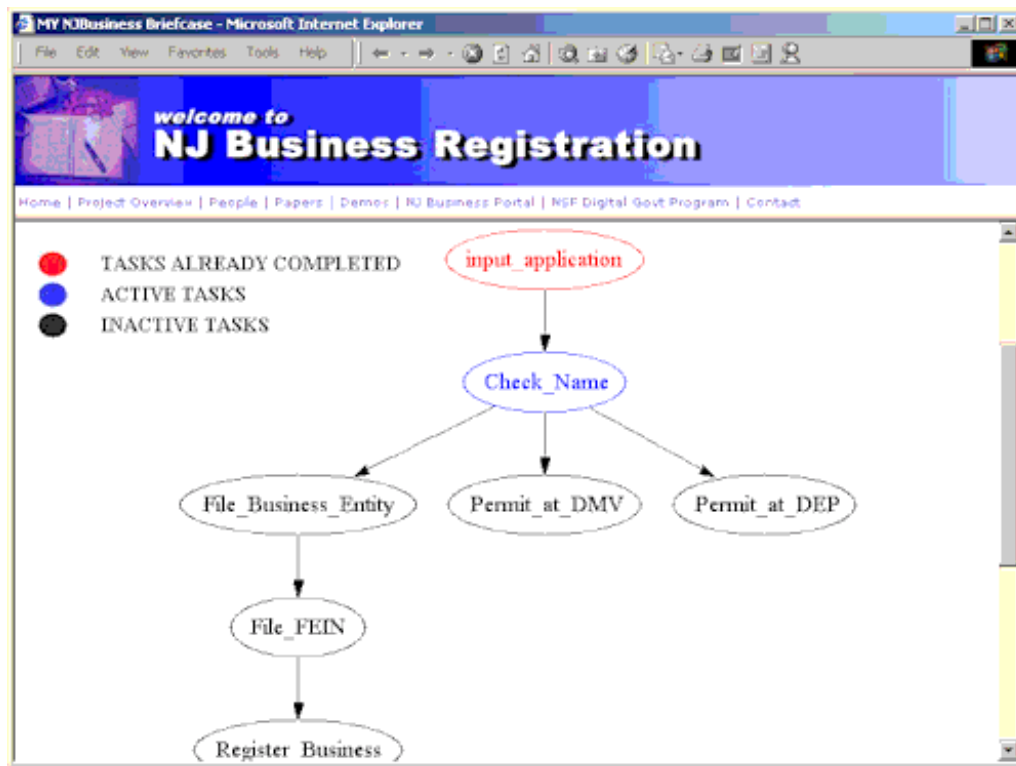 MY NJBusiness Briefcase - Microsoft Internet Explorer
File Edit View Favorites Tools Help
welcome to
NJ Business Registration
Home | Project Overview | People | Papers | Demos | NJ Business Portal | NSF Digital Govt Program | Contact
TASKS ALREADY COMPLETED
ACTIVE TASKS
INACTIVE TASKS
input_application
Check_Name
File_Business_Entity Permit_at_DMV Permit_at_DEP
File_FEIN
Register_Business